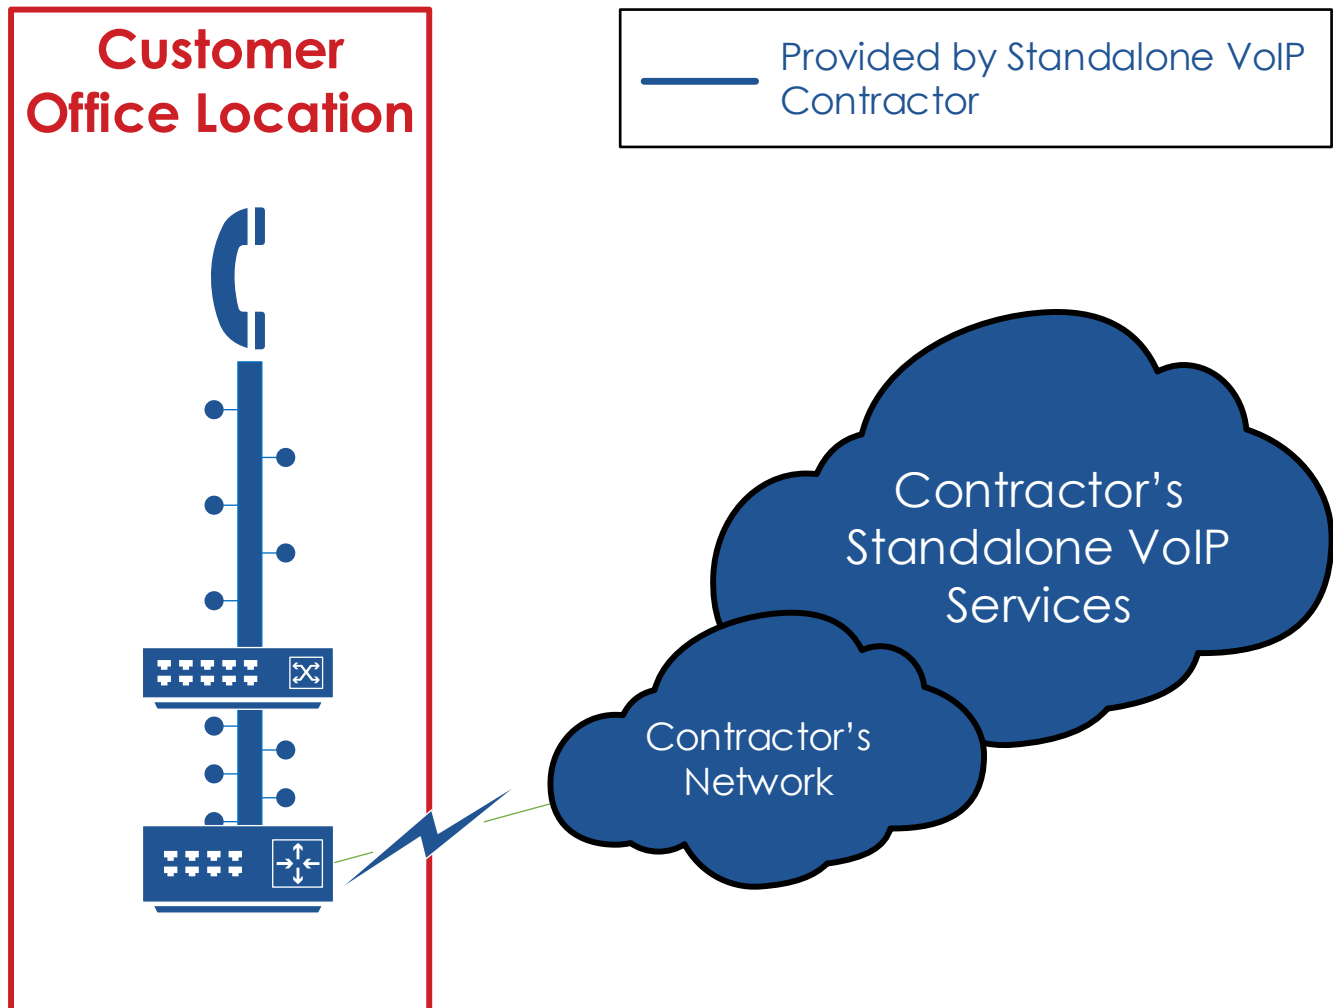 Customer
Office Location
Provided by Standalone VoIP
Contractor
Contractor’s
Standalone VoIP
Services
Contractor’s
Network